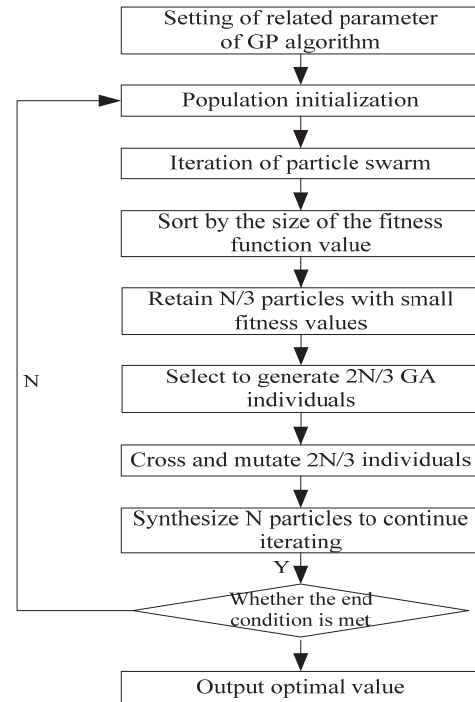 Setting of related parameter
of GP algorithm
Population initialization
Iteration of particle swarm
Sort by the size of the fitness
function value
Retain N/3 particles with small
fitness values
N
Select to generate 2N/3 GA
individuals
Cross and mutate 2N/3 individuals
Synthesize N particles to continue
iterating
Y
Whether the end
condition is met
Output optimal value